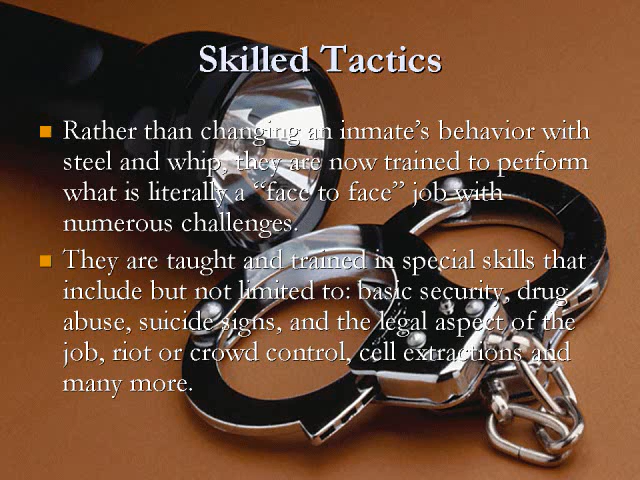 Skilled Tactics
Rather than changing an inmate's behavior with
steel and whip, they are now trained to perform
what is literally a “face to face” job with
numerous challenges.
They are taught and trained in special skills that
include but not limited to: basic security, drug
abuse, suicide signs, and the legal aspect of the
job, riot or crowd control, cell extractions and
many more.